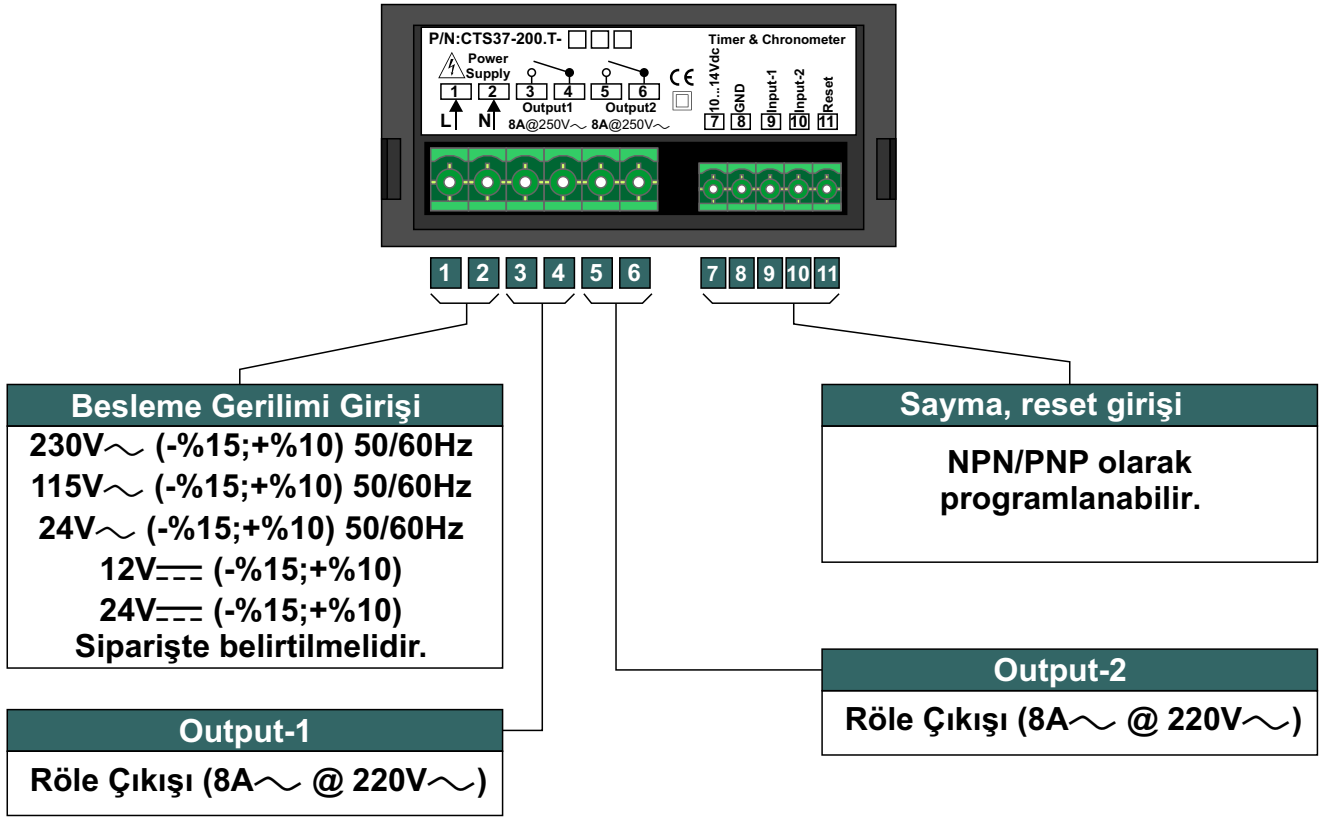 P/N:CTS37-200.T-
Timer & Chronometer
Power
Supply
1 2 3 4 5 6
Output1 Output2
L N 8A@250V~ 8A@250V~
CE
10...14Vdc GND Input-1 Input-2 Reset
7 8 9 10 11
1 2 3 4 5 6 7 8 9 10 11
Besleme Gerilimi Girişi
230V~ (-%15;+%10) 50/60Hz
115V~ (-%15;+%10) 50/60Hz
24V~ (-%15;+%10) 50/60Hz
12V⎓ (-%15;+%10)
24V⎓ (-%15;+%10)
Siparişte belirtilmelidir.
Sayma, reset girişi
NPN/PNP olarak
programlanabilir.
Output-1
Röle Çıkışı (8A~ @ 220V~)
Output-2
Röle Çıkışı (8A~ @ 220V~)